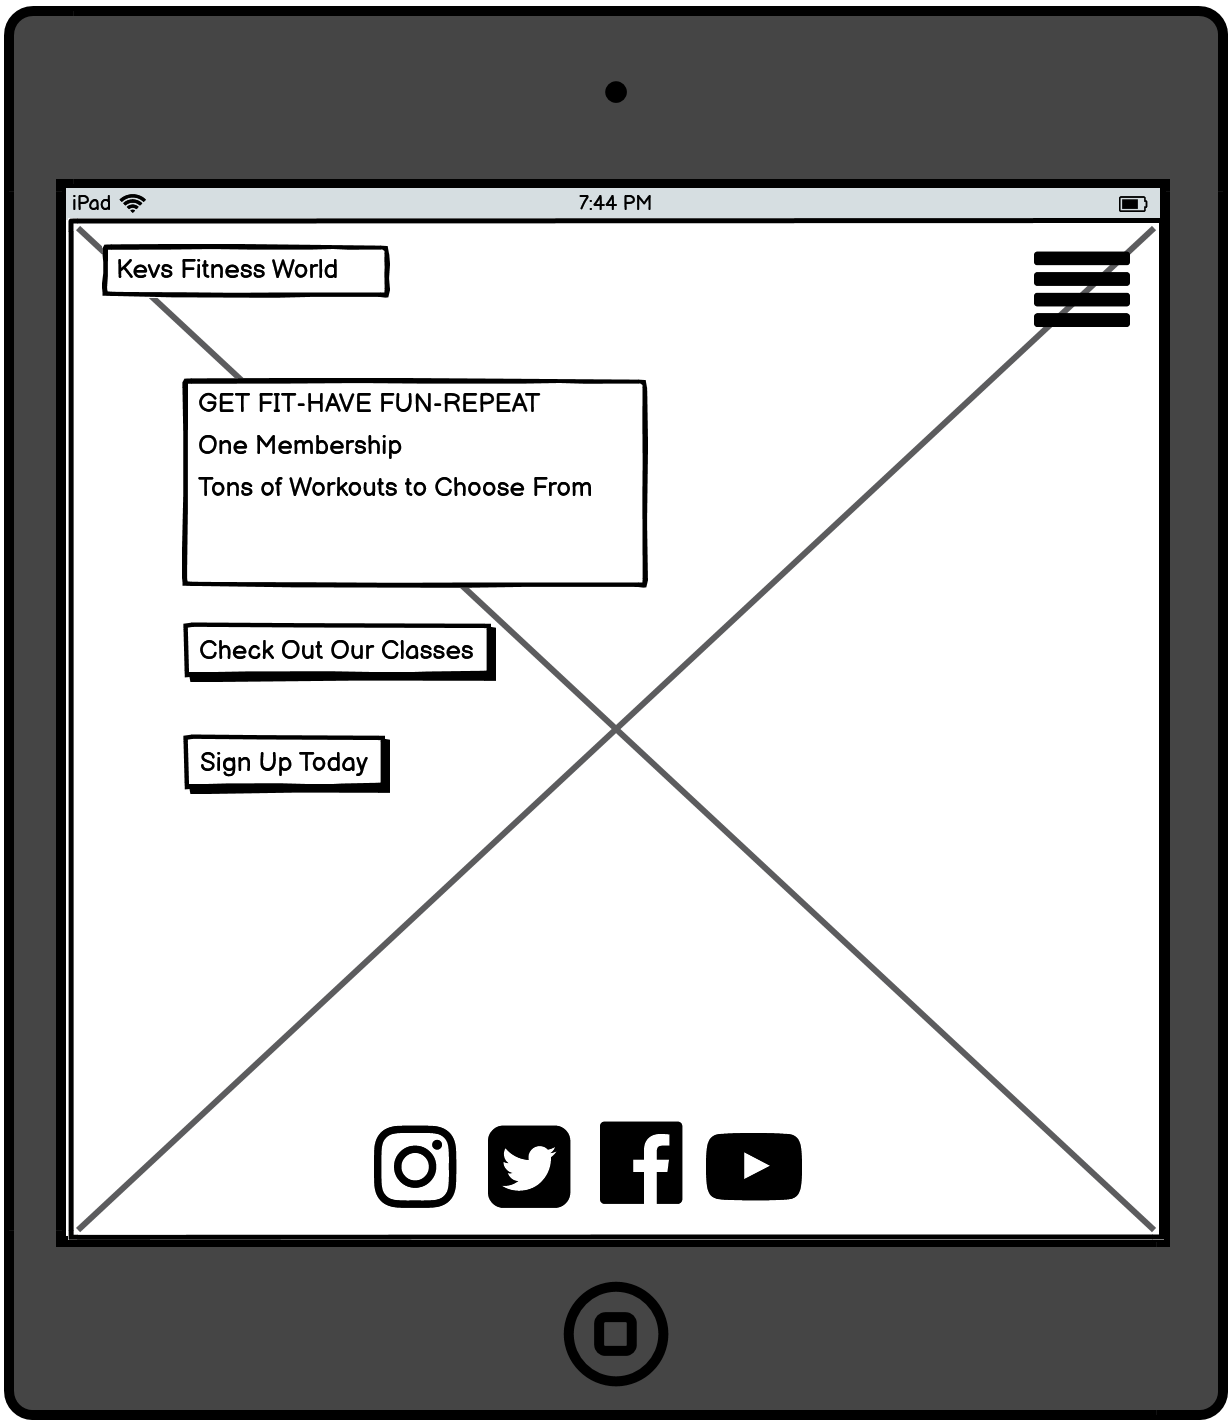 iPad
7:44 PM
Kevs Fitness World
GET FIT-HAVE FUN-REPEAT
One Membership
Tons of Workouts to Choose From
Check Out Our Classes
Sign Up Today